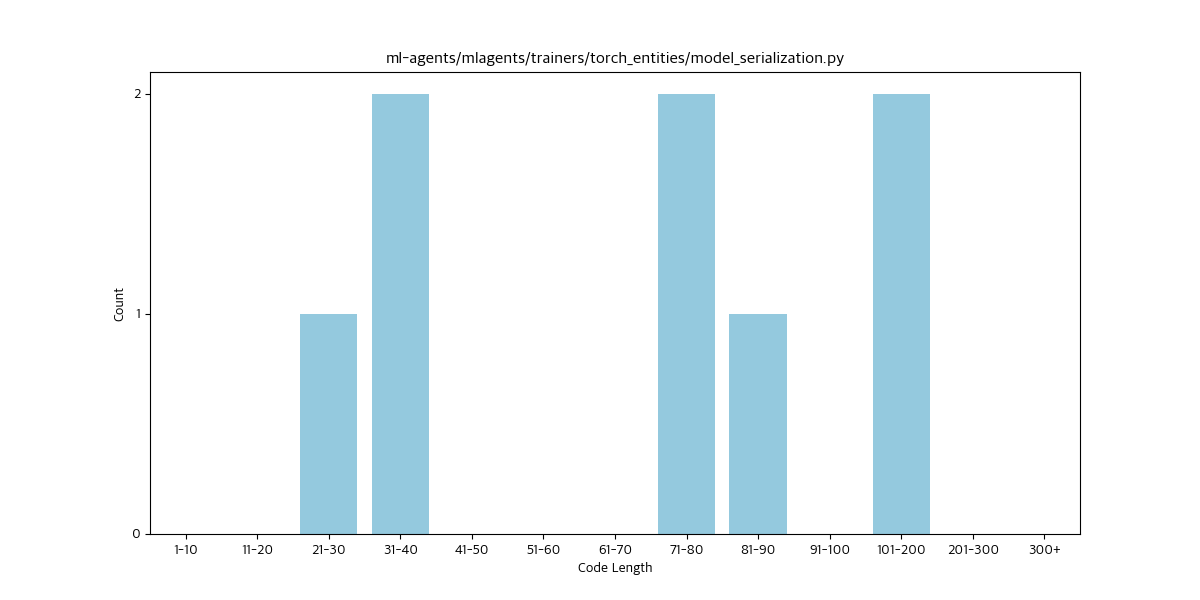 ml-agents/mlagents/trainers/torch_entities/model_serialization.py
2
1
0
Count
1-10 11-20 21-30 31-40 41-50 51-60 61-70 71-80 81-90 91-100 101-200 201-300 300+
Code Length